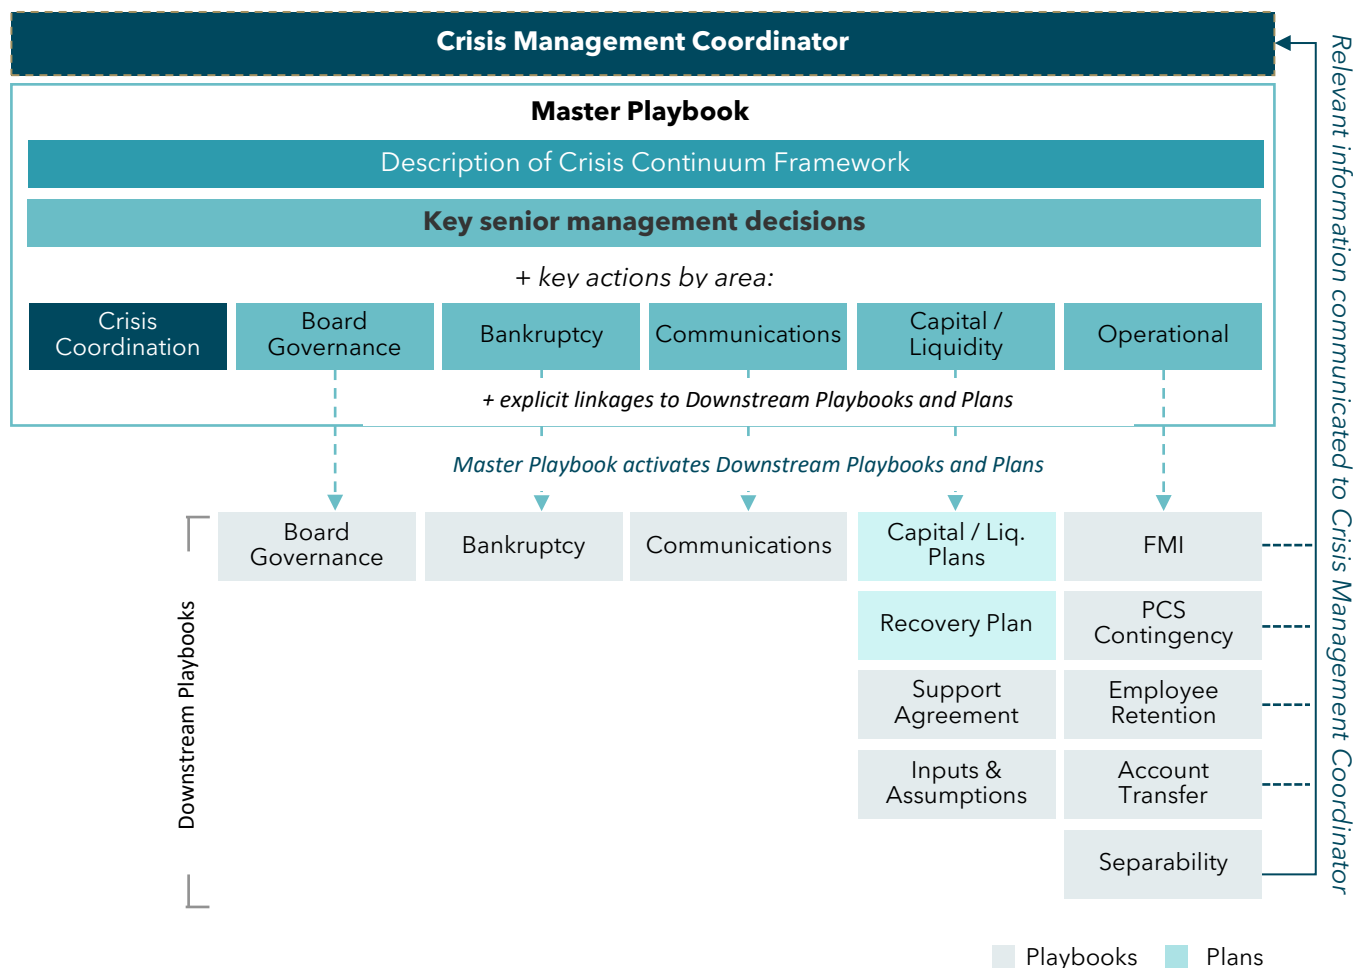 Crisis Management Coordinator
Master Playbook
Description of Crisis Continuum Framework
Key senior management decisions
+ key actions by area:
Crisis
Coordination
Board
Governance
Bankruptcy
Communications
Capital /
Liquidity
Operational
+ explicit linkages to Downstream Playbooks and Plans
Master Playbook activates Downstream Playbooks and Plans
Downstream Playbooks
Board
Governance
Bankruptcy
Communications
Capital / Liq.
Plans
FMI
Recovery Plan
PCS
Contingency
Support
Agreement
Employee
Retention
Inputs &
Assumptions
Account
Transfer
Separability
Relevant information communicated to Crisis Management Coordinator
Playbooks
Plans